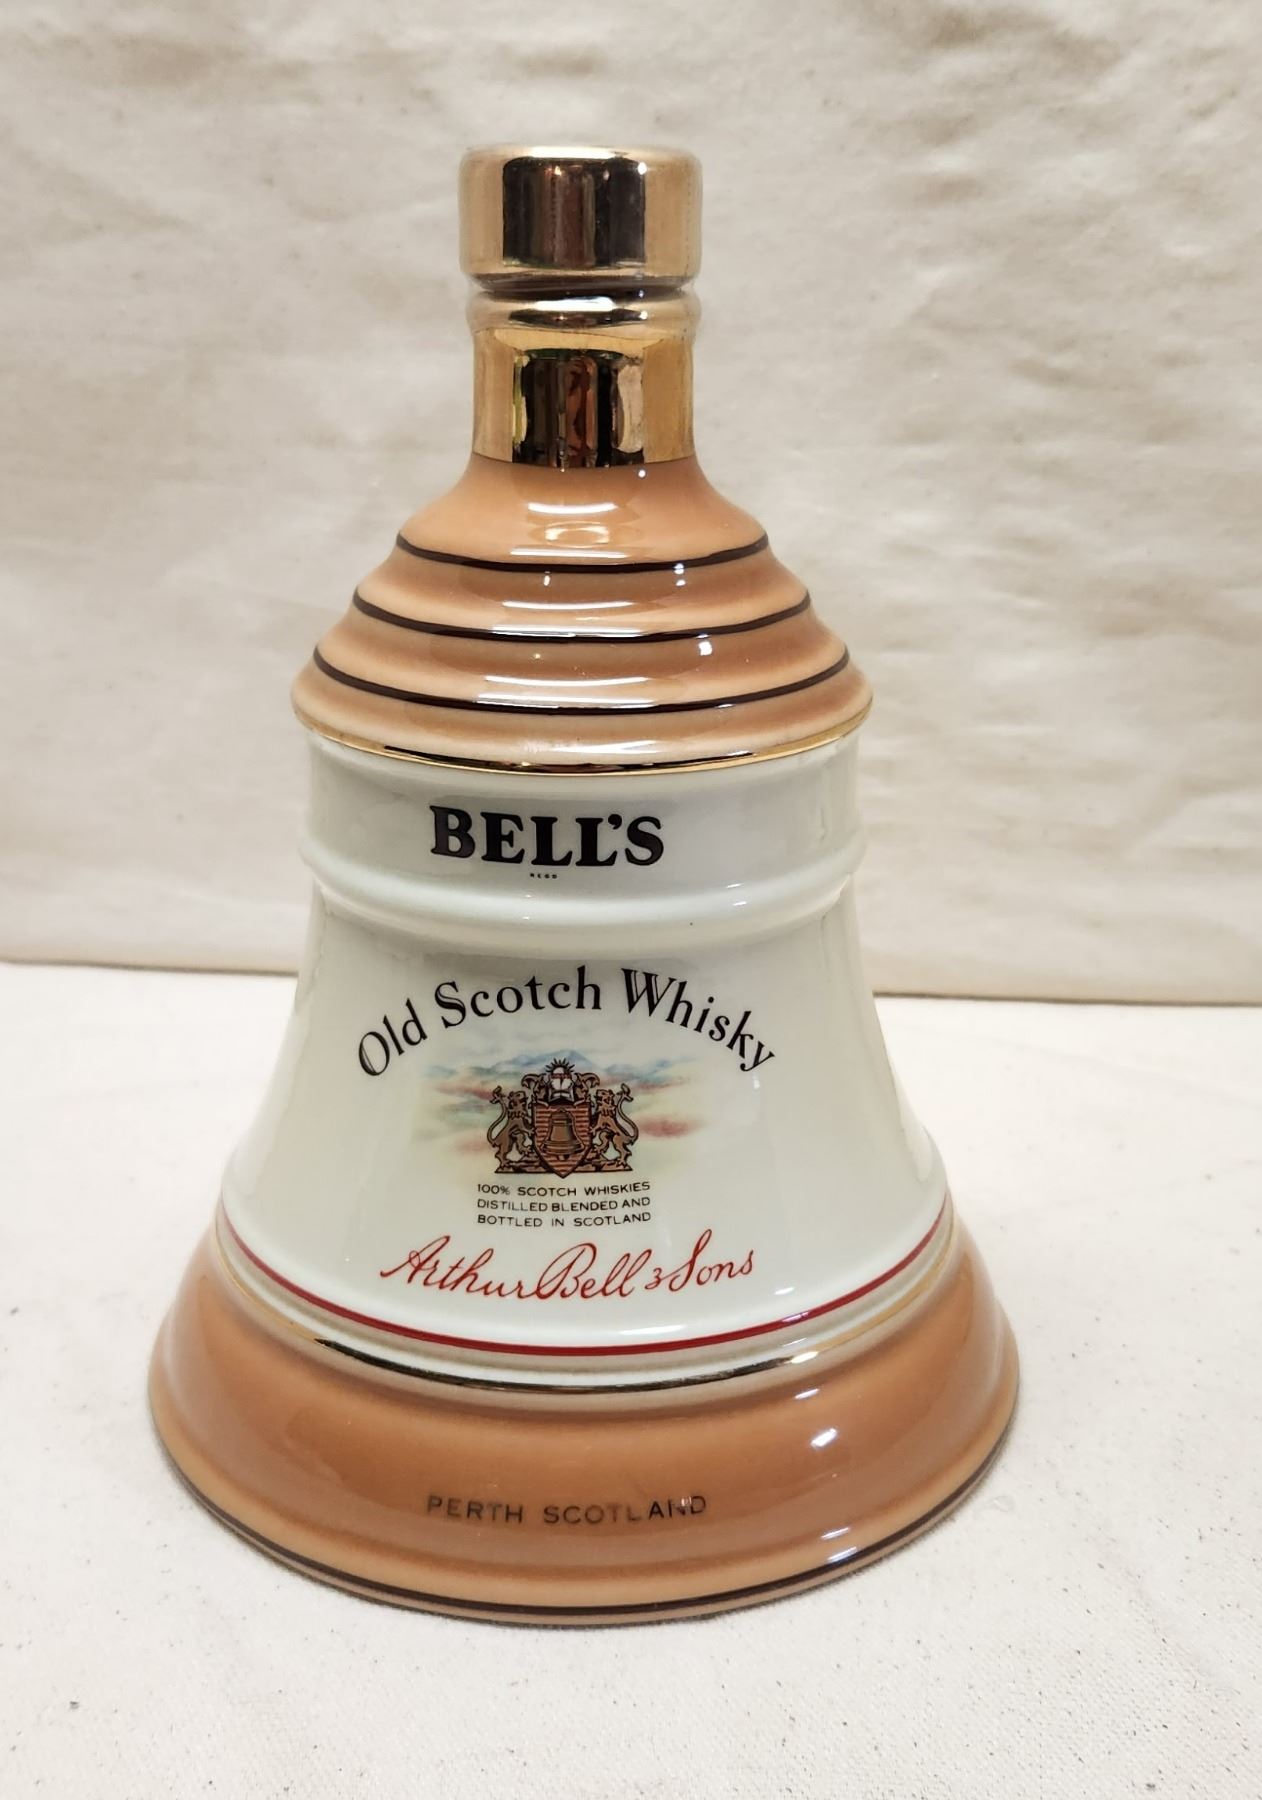 BELL'S
REGD
Old Scotch Whisky
100% SCOTCH WHISKIES
DISTILLED BLENDED AND
BOTTLED IN SCOTLAND
Arthur Bell & Sons
PERTH SCOTLAND